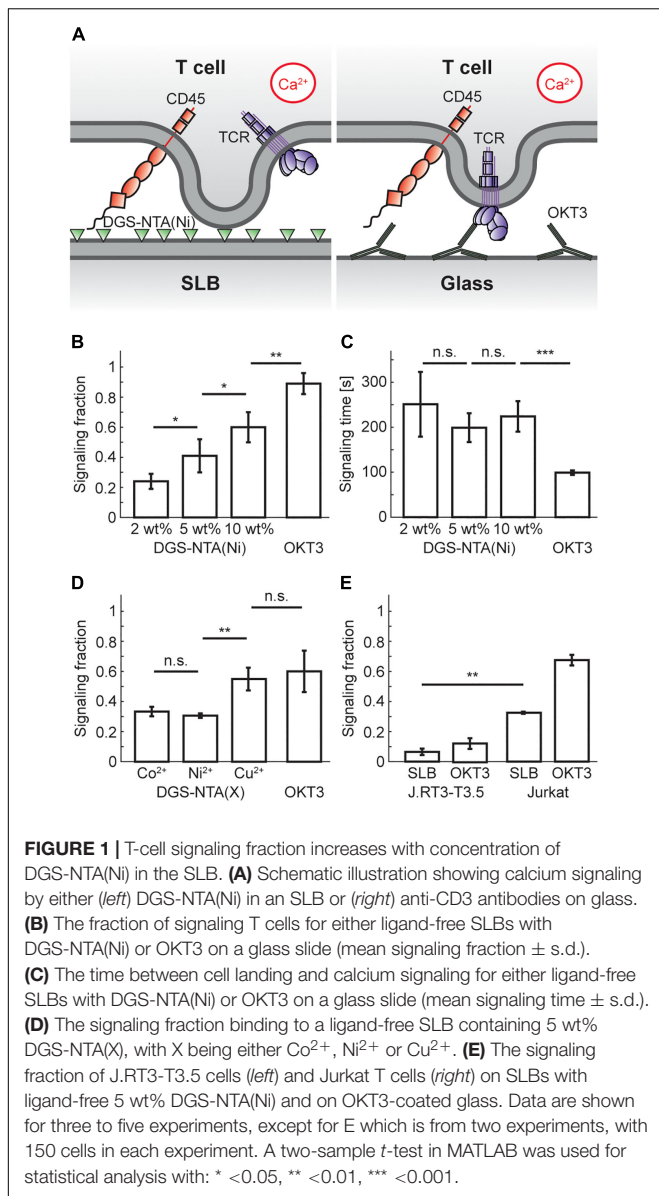 A
T cell
Ca²⁺
CD45
TCR
DGS-NTA(Ni)
SLB
T cell
Ca²⁺
CD45
TCR
OKT3
Glass
B
Signaling fraction
1
0.8
0.6
0.4
0.2
0
*
*
**
2 wt% 5 wt% 10 wt%
DGS-NTA(Ni) OKT3
C
Signaling time [s]
300
200
100
0
n.s.
n.s.
***
2 wt% 5 wt% 10 wt%
DGS-NTA(Ni) OKT3
D
Signaling fraction
1
0.8
0.6
0.4
0.2
0
n.s.
**
n.s.
Co²⁺ Ni²⁺ Cu²⁺
DGS-NTA(X) OKT3
E
Signaling fraction
1
0.8
0.6
0.4
0.2
0
**
SLB OKT3 SLB OKT3
J.RT3-T3.5 Jurkat
FIGURE 1 | T-cell signaling fraction increases with concentration of
DGS-NTA(Ni) in the SLB. (A) Schematic illustration showing calcium signaling
by either (left) DGS-NTA(Ni) in an SLB or (right) anti-CD3 antibodies on glass.
(B) The fraction of signaling T cells for either ligand-free SLBs with
DGS-NTA(Ni) or OKT3 on a glass slide (mean signaling fraction ± s.d.).
(C) The time between cell landing and calcium signaling for either ligand-free
SLBs with DGS-NTA(Ni) or OKT3 on a glass slide (mean signaling time ± s.d.).
(D) The signaling fraction binding to a ligand-free SLB containing 5 wt%
DGS-NTA(X), with X being either Co²⁺, Ni²⁺ or Cu²⁺. (E) The signaling
fraction of J.RT3-T3.5 cells (left) and Jurkat T cells (right) on SLBs with
ligand-free 5 wt% DGS-NTA(Ni) and on OKT3-coated glass. Data are shown
for three to five experiments, except for E which is from two experiments, with
150 cells in each experiment. A two-sample t-test in MATLAB was used for
statistical analysis with: * <0.05, ** <0.01, *** <0.001.